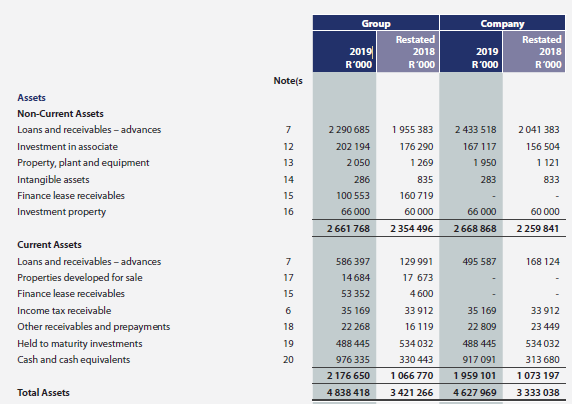 Group Company
Restated Restated
2019 2018 2019 2018
R'000 R'000 R'000 R'000
Note(s
Assets
Non-Current Assets
Loans and receivables – advances 7 2 290 685 1 955 383 2 433 518 2 041 383
Investment in associate 12 202 194 176 290 167 117 156 504
Property, plant and equipment 13 2 050 1 269 1 950 1 121
Intangible assets 14 286 835 283 833
Finance lease receivables 15 100 553 160 719 - -
Investment property 16 66 000 60 000 66 000 60 000
2 661 768 2 354 496 2 668 868 2 259 841
Current Assets
Loans and receivables – advances 7 586 397 129 991 495 587 168 124
Properties developed for sale 17 14 684 17 673 - -
Finance lease receivables 15 53 352 4 600 - -
Income tax receivable 6 35 169 33 912 35 169 33 912
Other receivables and prepayments 18 22 268 16 119 22 809 23 449
Held to maturity investments 19 488 445 534 032 488 445 534 032
Cash and cash equivalents 20 976 335 330 443 917 091 313 680
2 176 650 1 066 770 1 959 101 1 073 197
Total Assets 4 838 418 3 421 266 4 627 969 3 333 038